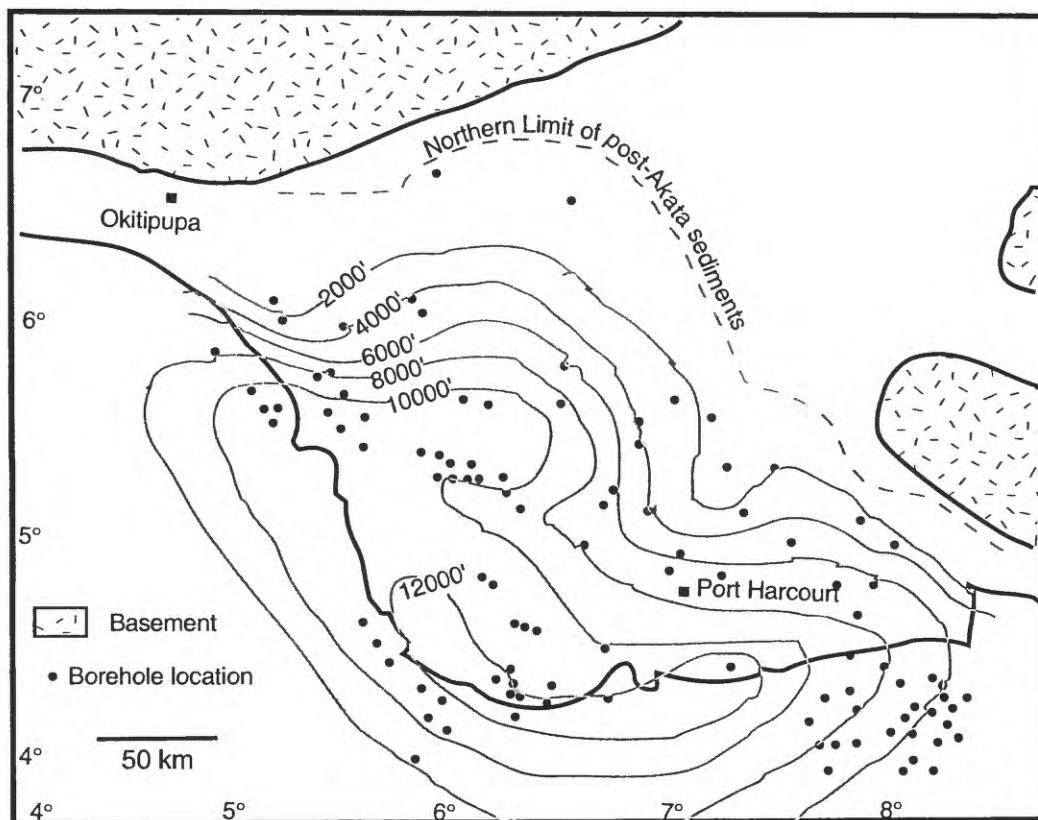 7°
Northern Limit of post-Akata sediments
Okitipupa
2000'
4000'
6°
6000'
8000'
10000'
5°
12000'
Port Harcourt
Basement
Borehole location
50 km
4°
4°
5°
6°
7°
8°